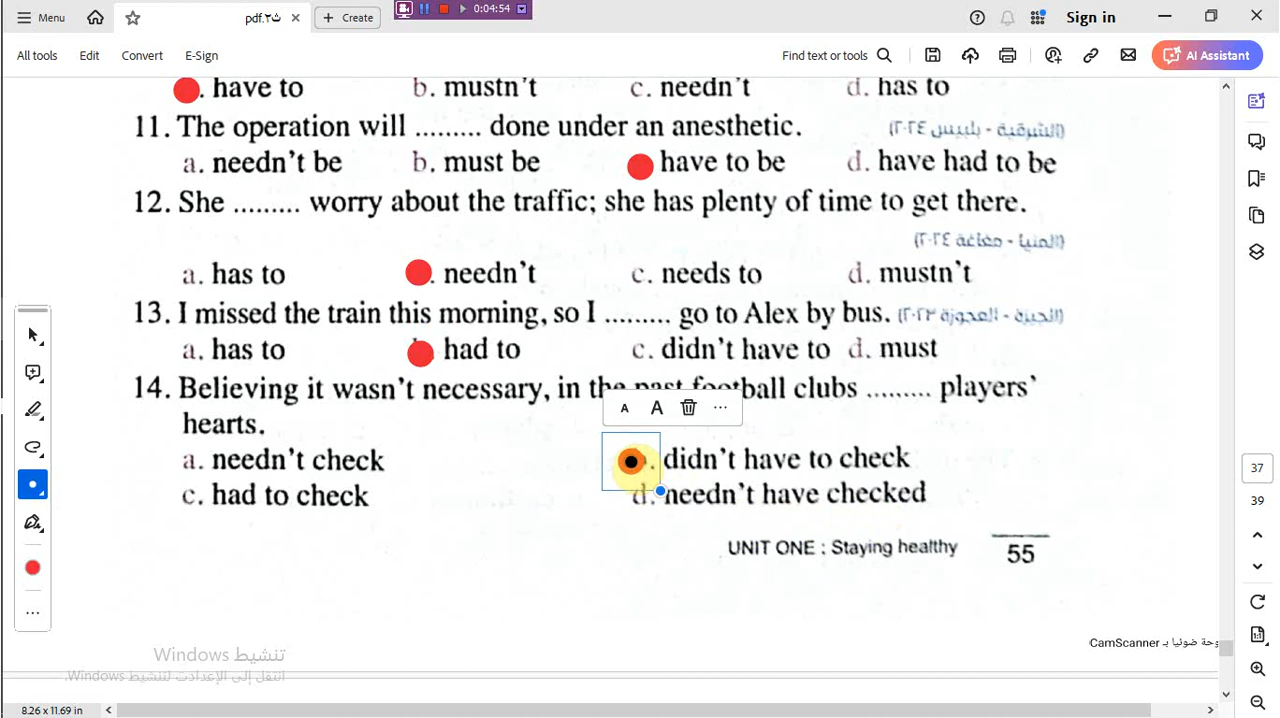 Menu
pdf.ث٢
Create
0:04:54
Sign in
All tools
Edit
Convert
E-Sign
Find text or tools
AI Assistant
. have to b. mustn't c. needn't d. has to
11. The operation will ......... done under an anesthetic. (الشرقية - بلبيس ٢٠٢٤)
a. needn't be b. must be have to be d. have had to be
12. She ......... worry about the traffic; she has plenty of time to get there.
(المنيا - مغاغة ٢٠٢٤)
a. has to . needn't c. needs to d. mustn't
13. I missed the train this morning, so I ......... go to Alex by bus. (الجيزة - العجوزة ٢٠٢٣)
a. has to had to c. didn't have to d. must
14. Believing it wasn't necessary, in the past football clubs ......... players'
A A ...
hearts.
a. needn't check . didn't have to check
c. had to check d. needn't have checked
UNIT ONE : Staying healthy 55
37
39
وحة ضونيا بـ CamScanner
تنشيط Windows
انتقل إلى الإعدادات لتنشيط Windows.
8.26 x 11.69 in